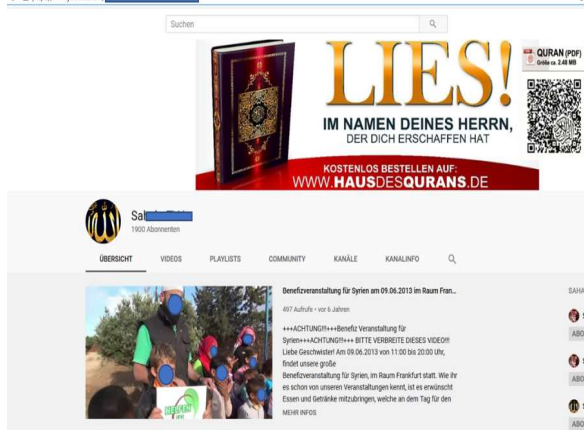 Suchen
LIES!
IM NAMEN DEINES HERRN,
DER DICH ERSCHAFFEN HAT
KOSTENLOS BESTELLEN AUF:
WWW.HAUSDESQURANS.DE
QURAN (PDF)
Größe ca. 2.48 MB
Sal
1900 Abonnenten
ÜBERSICHT VIDEOS PLAYLISTS COMMUNITY KANÄLE KANALINFO
Benefizveranstaltung für Syrien am 09.06.2013 im Raum Fran...
497 Aufrufe • vor 6 Jahren
+++ACHTUNG!!!+++Benefiz Veranstaltung für
Syrien+++ACHTUNG!!!+++ BITTE VERBREITE DIESES VIDEO!!!
Liebe Geschwister! Am 09.06.2013 von 11:00 bis 20:00 Uhr,
findet unsere große
Benefizveranstaltung für Syrien, im Raum Frankfurt statt. Wie ihr
es schon von unseren Veranstaltungen kennt, ist es erwünscht
Essen und Getränke mitzubringen, welche an dem Tag für den
MEHR INFOS
HELFEN
SAHA
S
ABO
S
ABO
S
ABO